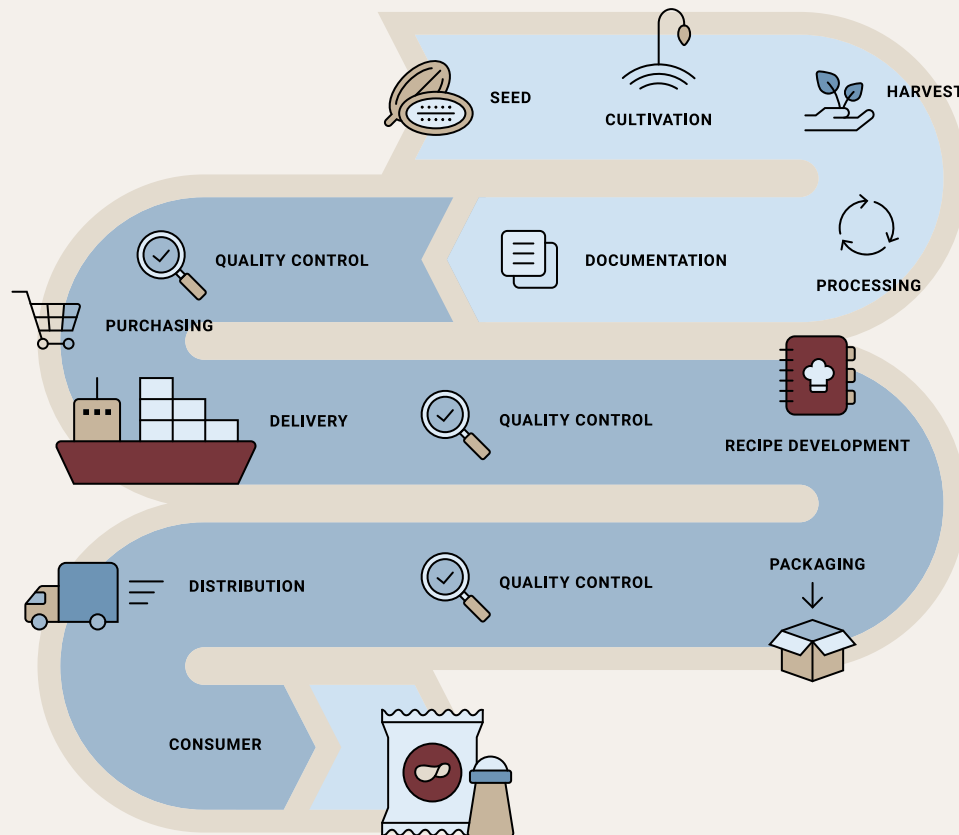 SEED
CULTIVATION
HARVEST
PROCESSING
DOCUMENTATION
QUALITY CONTROL
PURCHASING
DELIVERY
QUALITY CONTROL
RECIPE DEVELOPMENT
PACKAGING
QUALITY CONTROL
DISTRIBUTION
CONSUMER